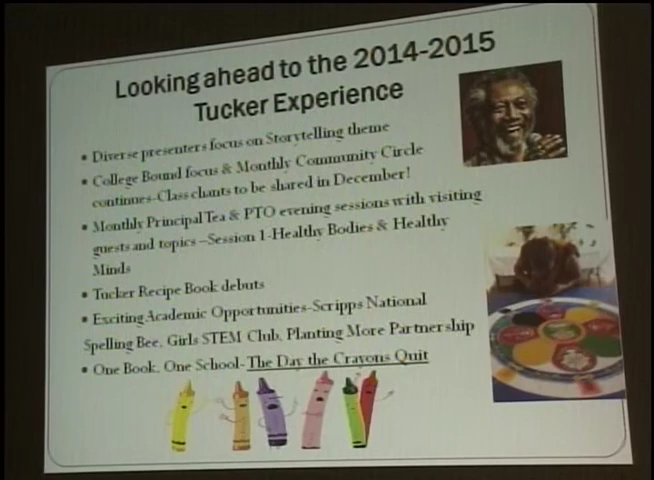 Looking ahead to the 2014-2015
Tucker Experience
• Diverse presenters focus on Storytelling theme
• College Bound focus & Monthly Community Circle
continues-Class chants to be shared in December!
• Monthly Principal Tea & PTO evening sessions with visiting
guests and topics –Session 1-Healthy Bodies & Healthy
Minds
• Tucker Recipe Book debuts
• Exciting Academic Opportunities-Scripps National
Spelling Bee, Girls STEM Club, Planting More Partnership
• One Book, One School- The Day the Crayons Quit